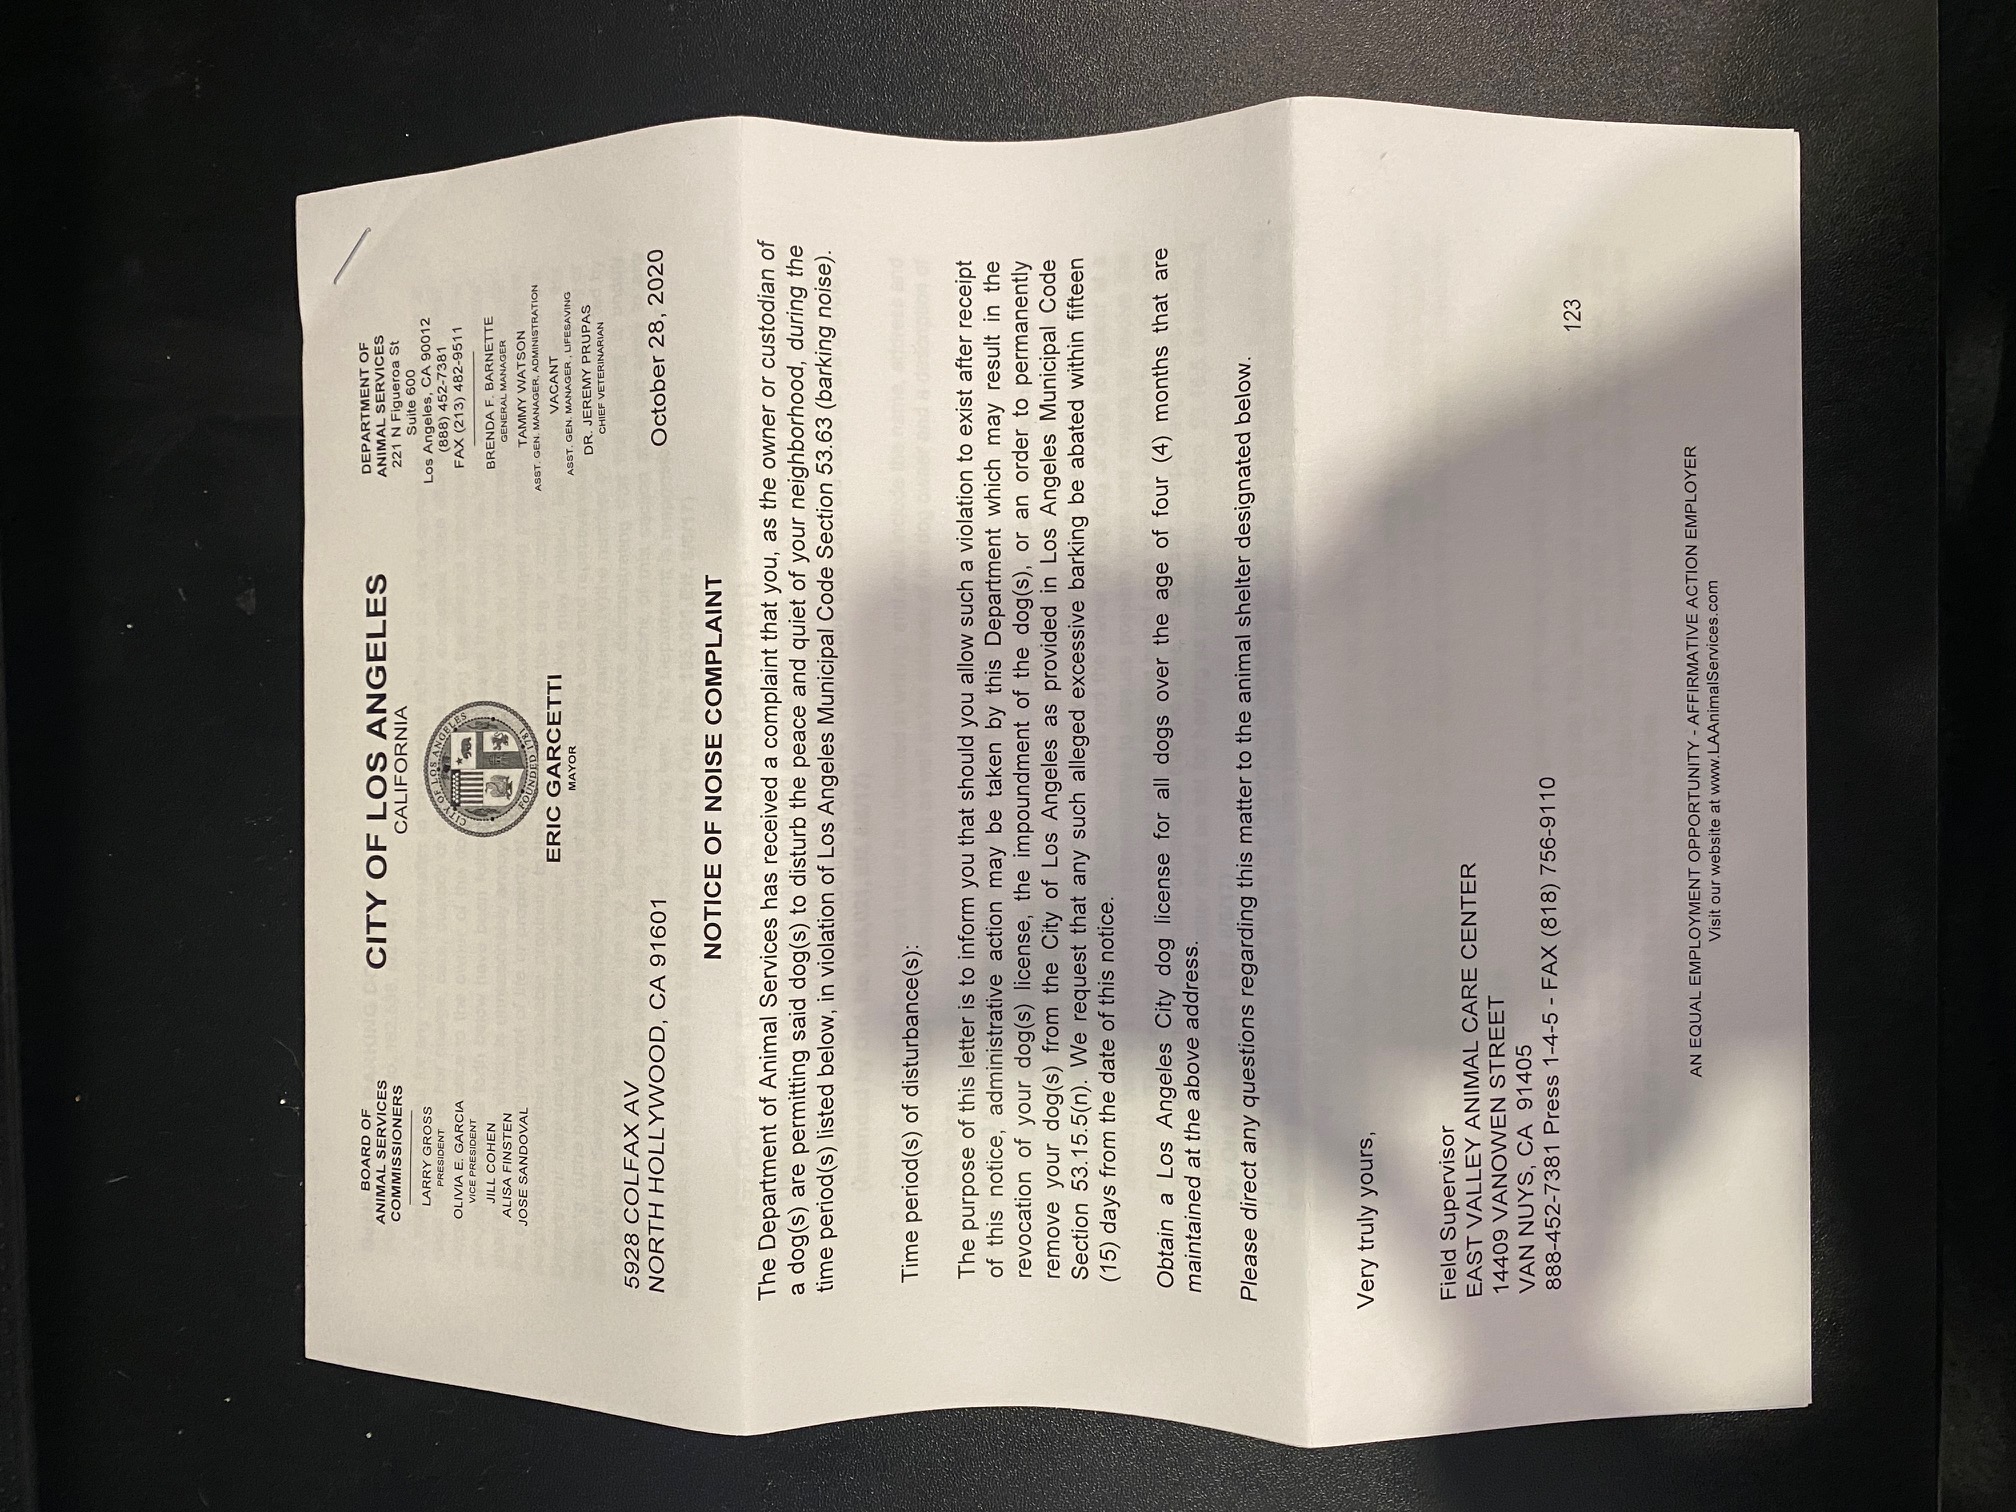 BOARD OF
ANIMAL SERVICES
COMMISSIONERS
LARRY GROSS
PRESIDENT
OLIVIA E. GARCIA
VICE PRESIDENT
JILL COHEN
ALISA FINSTEN
JOSE SANDOVAL
CITY OF LOS ANGELES
CALIFORNIA
CITY OF LOS ANGELES
FOUNDED 1781
ERIC GARCETTI
MAYOR
DEPARTMENT OF
ANIMAL SERVICES
221 N Figueroa St
Suite 600
Los Angeles, CA 90012
(888) 452-7381
FAX (213) 482-9511
BRENDA F. BARNETTE
GENERAL MANAGER
TAMMY WATSON
ASST. GEN. MANAGER, ADMINISTRATION
VACANT
ASST. GEN. MANAGER , LIFESAVING
DR. JEREMY PRUPAS
CHIEF VETERINARIAN
5928 COLFAX AV
NORTH HOLLYWOOD, CA 91601
October 28, 2020
NOTICE OF NOISE COMPLAINT
The Department of Animal Services has received a complaint that you, as the owner or custodian of
a dog(s) are permitting said dog(s) to disturb the peace and quiet of your neighborhood, during the
time period(s) listed below, in violation of Los Angeles Municipal Code Section 53.63 (barking noise).
Time period(s) of disturbance(s):
The purpose of this letter is to inform you that should you allow such a violation to exist after receipt
of this notice, administrative action may be taken by this Department which may result in the
revocation of your dog(s) license, the impoundment of the dog(s), or an order to permanently
remove your dog(s) from the City of Los Angeles as provided in Los Angeles Municipal Code
Section 53.15.5(n). We request that any such alleged excessive barking be abated within fifteen
(15) days from the date of this notice.
Obtain a Los Angeles City dog license for all dogs over the age of four (4) months that are
maintained at the above address.
Please direct any questions regarding this matter to the animal shelter designated below.
Very truly yours,
Field Supervisor
EAST VALLEY ANIMAL CARE CENTER
14409 VANOWEN STREET
VAN NUYS, CA 91405
888-452-7381 Press 1-4-5 - FAX (818) 756-9110
123
AN EQUAL EMPLOYMENT OPPORTUNITY - AFFIRMATIVE ACTION EMPLOYER
Visit our website at www.LAAnimalServices.com